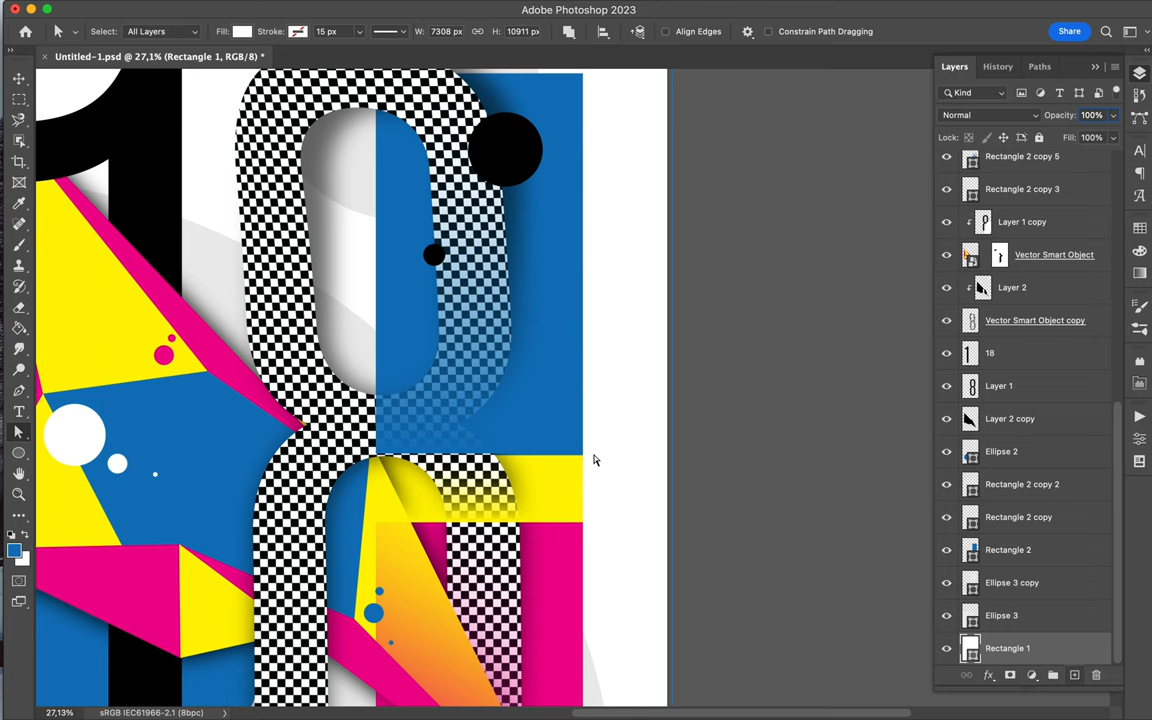 Adobe Photoshop 2023
Select: All Layers Fill: Stroke: 15 px W: 7308 px H: 10911 px Align Edges Constrain Path Dragging Share
Untitled-1.psd @ 27,1% (Rectangle 1, RGB/8) *
Layers History Paths
Kind
Normal Opacity: 100%
Lock: Fill: 100%
Rectangle 2 copy 5
Rectangle 2 copy 3
Layer 1 copy
Vector Smart Object
Layer 2
Vector Smart Object copy
18
Layer 1
Layer 2 copy
Ellipse 2
Rectangle 2 copy 2
Rectangle 2 copy
Rectangle 2
Ellipse 3 copy
Ellipse 3
Rectangle 1
27,13% sRGB IEC61966-2.1 (8bpc)